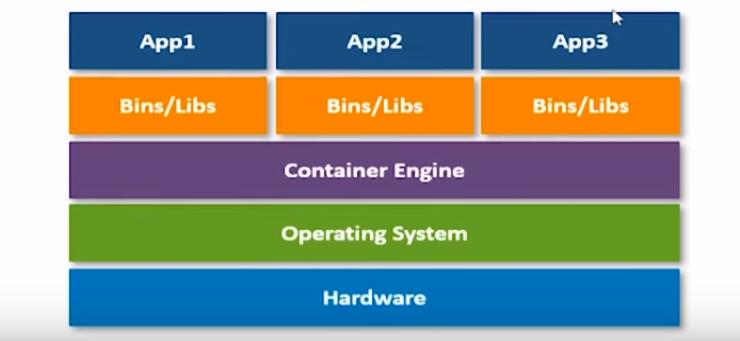 App1 App2 App3
Bins/Libs Bins/Libs Bins/Libs
Container Engine
Operating System
Hardware